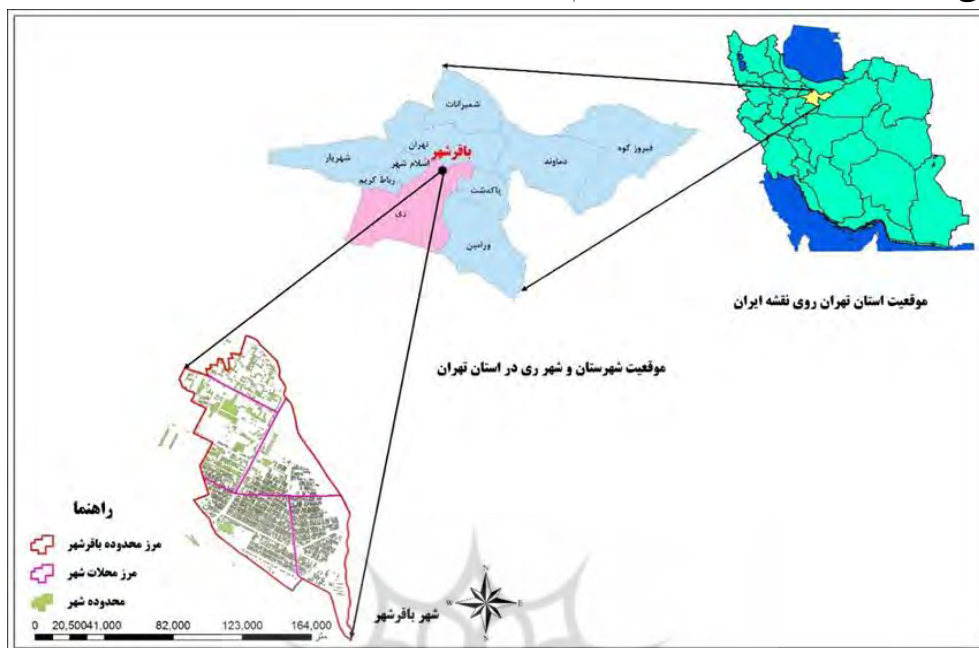 شمیرانات
تهران
باقرشهر
شهریار
اسلام شهر
رباط کریم
دماوند
فیروز کوه
پاکدشت
ری
ورامین
موقعیت استان تهران روی نقشه ایران
موقعیت شهرستان و شهر ری در استان تهران
راهنما
مرز محدوده باقرشهر
مرز محلات شهر
محدوده شهر
شهر باقرشهر
0 20,50041,000 82,000 123,000 164,000
متر
N
W E
S